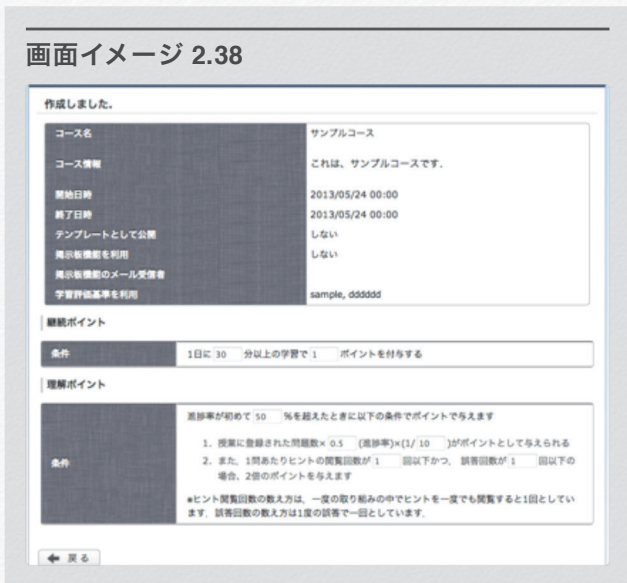 画面イメージ 2.38
作成しました。
コース名 サンプルコース
コース情報 これは、サンプルコースです．
開始日時 2013/05/24 00:00
終了日時 2013/05/24 00:00
テンプレートとして公開 しない
掲示板機能を利用 しない
掲示板機能のメール受信者
学習評価基準を利用 sample, dddddd
継続ポイント
条件 1日に 30 分以上の学習で 1 ポイントを付与する
理解ポイント
進捗率が初めて 50 %を超えたときに以下の条件でポイントで与えます
1. 授業に登録された問題数× 0.5 (進捗率)×(1/ 10 )がポイントとして与えられる
条件
2. また、1問あたりヒントの閲覧回数が 1 回以下かつ、 誤答回数が 1 回以下の
場合、2倍のポイントを与えます
※ヒント閲覧回数の数え方は、一度の取り組みの中でヒントを一度でも閲覧すると1回としてい
ます．誤答回数の数え方は1度の誤答で一回としています．
戻る